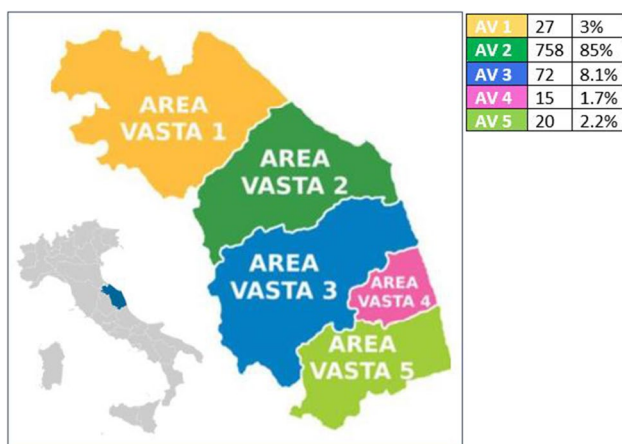 AREA
VASTA 1
AREA
VASTA 2
AREA
VASTA 3
AREA
VASTA 4
AREA
VASTA 5
AV 1 27 3%
AV 2 758 85%
AV 3 72 8.1%
AV 4 15 1.7%
AV 5 20 2.2%